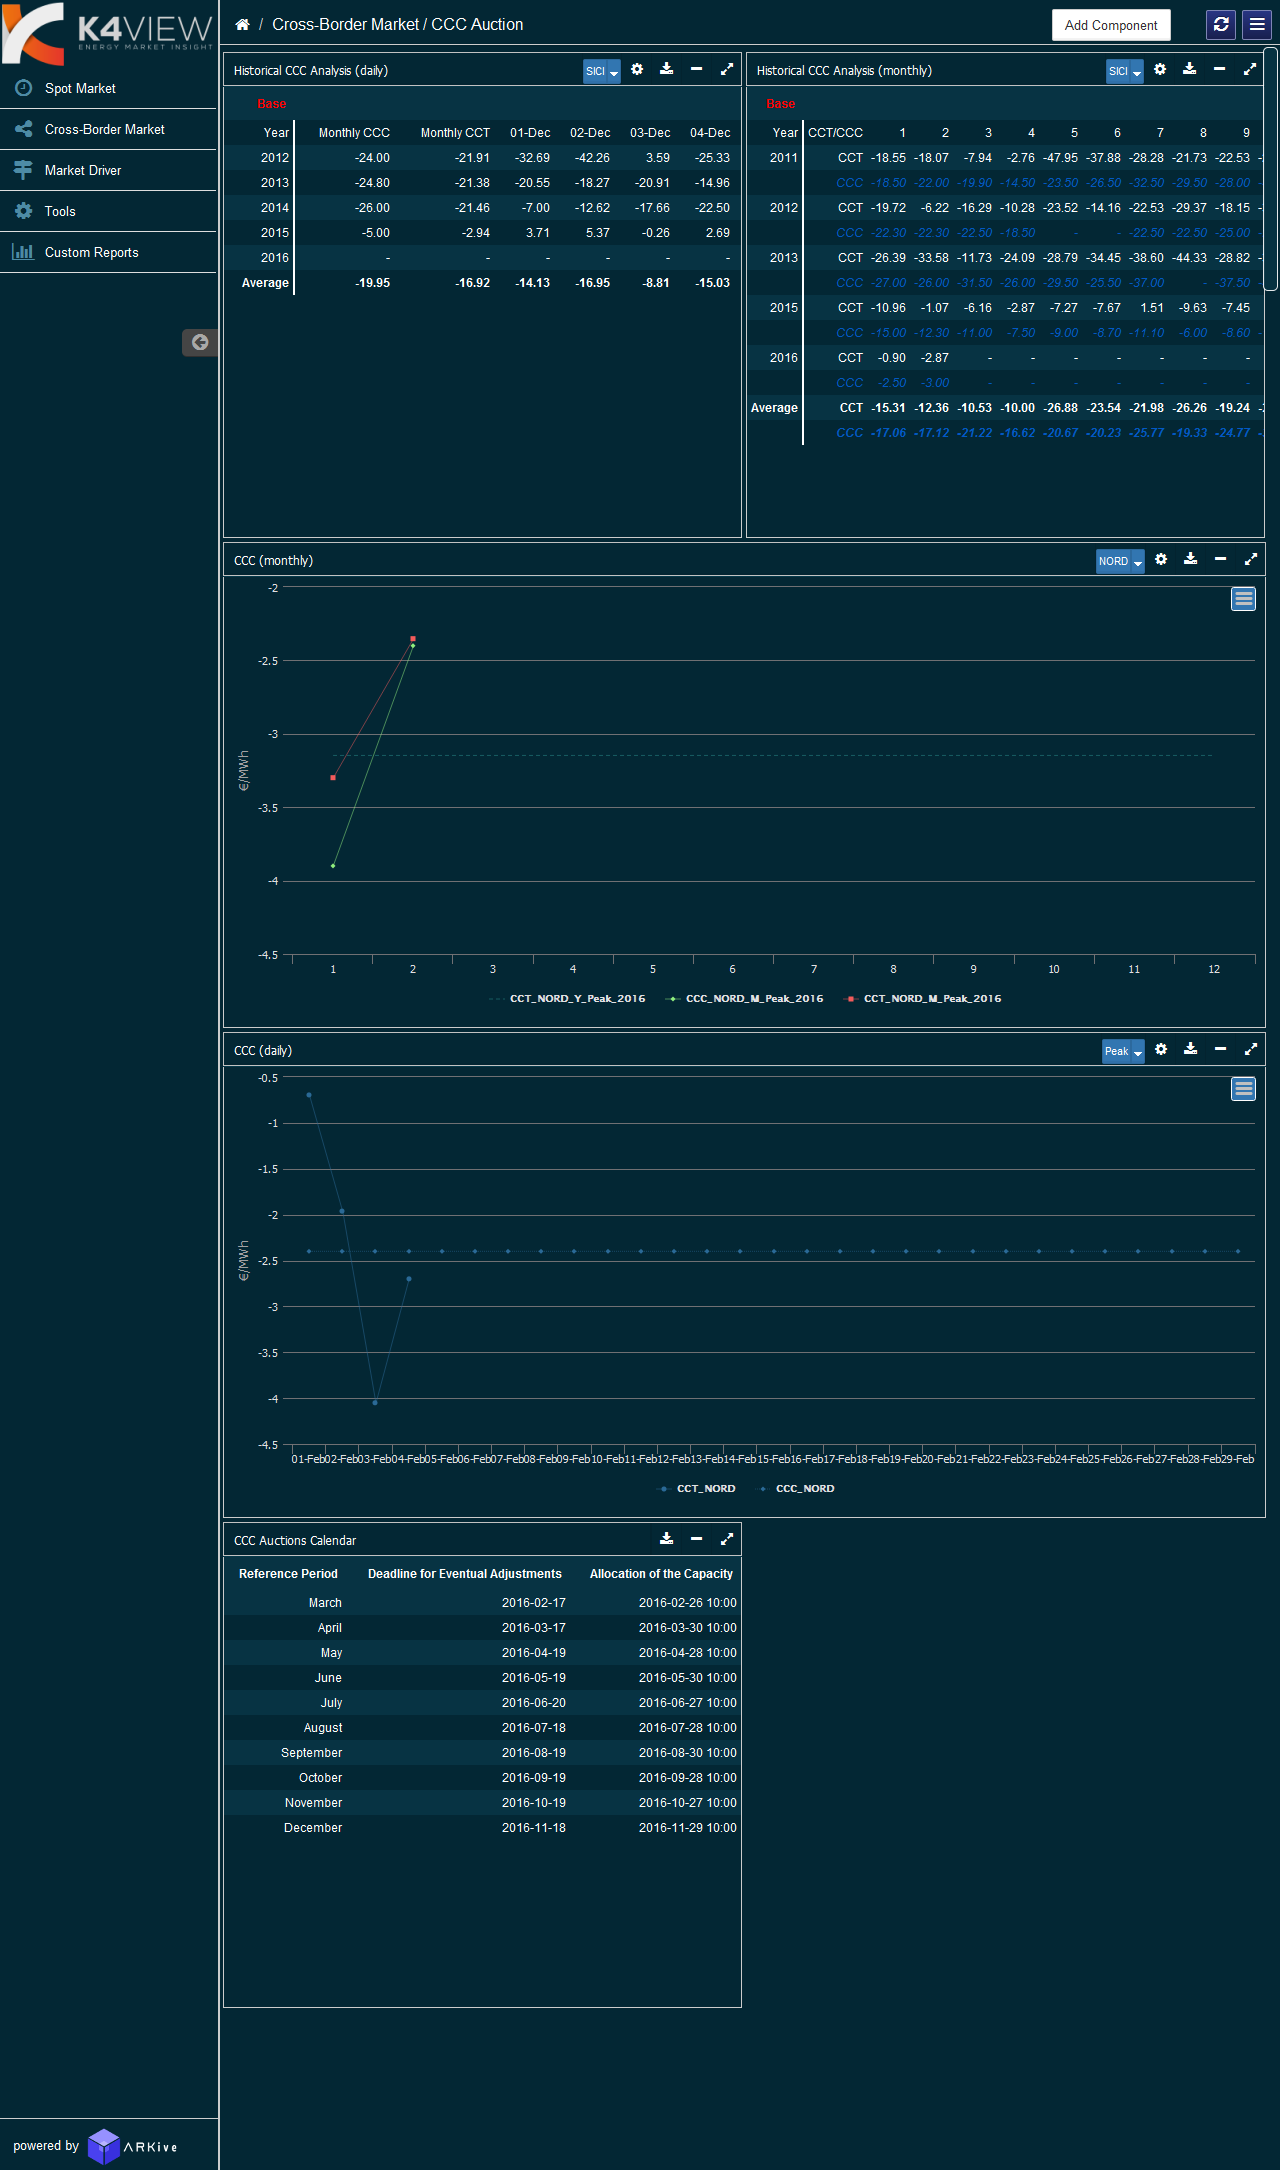 K4VIEW
ENERGY MARKET INSIGHT
Spot Market
Cross-Border Market
Market Driver
Tools
Custom Reports
/ Cross-Border Market / CCC Auction
Add Component
Historical CCC Analysis (daily)
SICI
Base
Year Monthly CCC Monthly CCT 01-Dec 02-Dec 03-Dec 04-Dec
2012 -24.00 -21.91 -32.69 -42.26 3.59 -25.33
2013 -24.80 -21.38 -20.55 -18.27 -20.91 -14.96
2014 -26.00 -21.46 -7.00 -12.62 -17.66 -22.50
2015 -5.00 -2.94 3.71 5.37 -0.26 2.69
2016 - - - - - -
Average -19.95 -16.92 -14.13 -16.95 -8.81 -15.03
Historical CCC Analysis (monthly)
SICI
Base
Year CCT/CCC 1 2 3 4 5 6 7 8 9
2011 CCT -18.55 -18.07 -7.94 -2.76 -47.95 -37.88 -28.28 -21.73 -22.53
CCC -18.50 -22.00 -19.90 -14.50 -23.50 -26.50 -32.50 -29.50 -28.00
2012 CCT -19.72 -6.22 -16.29 -10.28 -23.52 -14.16 -22.53 -29.37 -18.15
CCC -22.30 -22.30 -22.50 -18.50 - - -22.50 -22.50 -25.00
2013 CCT -26.39 -33.58 -11.73 -24.09 -28.79 -34.45 -38.60 -44.33 -28.82
CCC -27.00 -26.00 -31.50 -26.00 -29.50 -25.50 -37.00 - -37.50
2015 CCT -10.96 -1.07 -6.16 -2.87 -7.27 -7.67 1.51 -9.63 -7.45
CCC -15.00 -12.30 -11.00 -7.50 -9.00 -8.70 -11.10 -6.00 -8.60
2016 CCT -0.90 -2.87 - - - - - - -
CCC -2.50 -3.00 - - - - - - -
Average CCT -15.31 -12.36 -10.53 -10.00 -26.88 -23.54 -21.98 -26.26 -19.24
CCC -17.06 -17.12 -21.22 -16.62 -20.67 -20.23 -25.77 -19.33 -24.77
CCC (monthly)
NORD
-2
-2.5
-3
-3.5
-4
-4.5
€/MWh
1 2 3 4 5 6 7 8 9 10 11 12
CCT_NORD_Y_Peak_2016 CCC_NORD_M_Peak_2016 CCT_NORD_M_Peak_2016
CCC (daily)
Peak
-0.5
-1
-1.5
-2
-2.5
-3
-3.5
-4
-4.5
€/MWh
01-Feb 02-Feb 03-Feb 04-Feb 05-Feb 06-Feb 07-Feb 08-Feb 09-Feb 10-Feb 11-Feb 12-Feb 13-Feb 14-Feb 15-Feb 16-Feb 17-Feb 18-Feb 19-Feb 20-Feb 21-Feb 22-Feb 23-Feb 24-Feb 25-Feb 26-Feb 27-Feb 28-Feb 29-Feb
CCT_NORD CCC_NORD
CCC Auctions Calendar
Reference Period Deadline for Eventual Adjustments Allocation of the Capacity
March 2016-02-17 2016-02-26 10:00
April 2016-03-17 2016-03-30 10:00
May 2016-04-19 2016-04-28 10:00
June 2016-05-19 2016-05-30 10:00
July 2016-06-20 2016-06-27 10:00
August 2016-07-18 2016-07-28 10:00
September 2016-08-19 2016-08-30 10:00
October 2016-09-19 2016-09-28 10:00
November 2016-10-19 2016-10-27 10:00
December 2016-11-18 2016-11-29 10:00
powered by ARKive